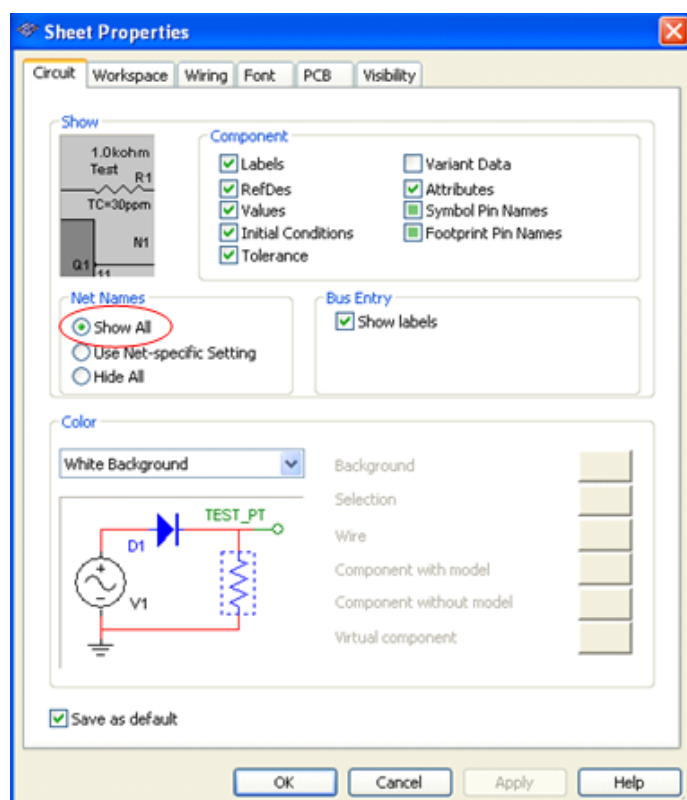 Sheet Properties
Circuit Workspace Wiring Font PCB Visibility
Show
1.0kohm
Test R1
TC=30ppm
N1
Q1
11
Component
Labels
RefDes
Values
Initial Conditions
Tolerance
Variant Data
Attributes
Symbol Pin Names
Footprint Pin Names
Net Names
Show All
Use Net-specific Setting
Hide All
Bus Entry
Show labels
Color
White Background
TEST_PT
D1
V1
Background
Selection
Wire
Component with model
Component without model
Virtual component
Save as default
OK Cancel Apply Help